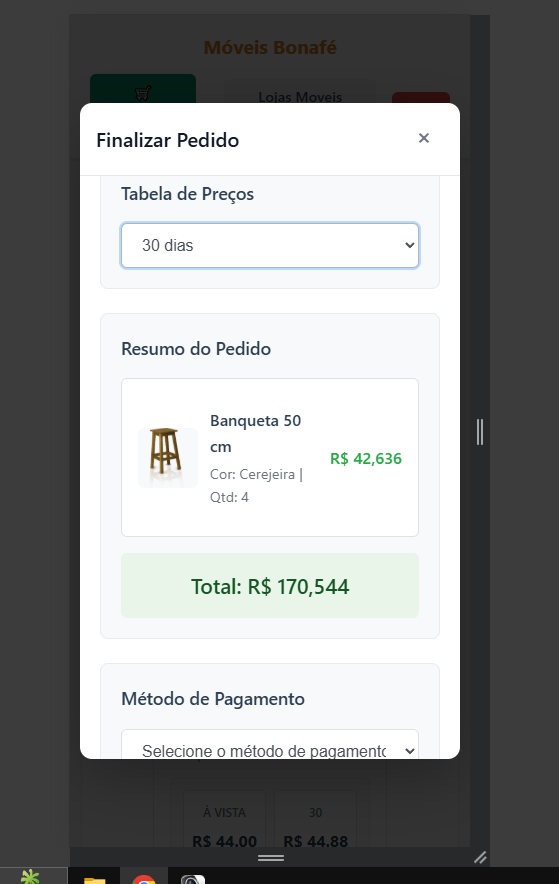 Móveis Bonafé
Lojas Moveis
Finalizar Pedido
×
Tabela de Preços
30 dias
Resumo do Pedido
Banqueta 50
cm
Cor: Cerejeira |
Qtd: 4
R$ 42,636
Total: R$ 170,544
Método de Pagamento
Selecione o método de pagamento
À VISTA
30
R$ 44.00
R$ 44.88